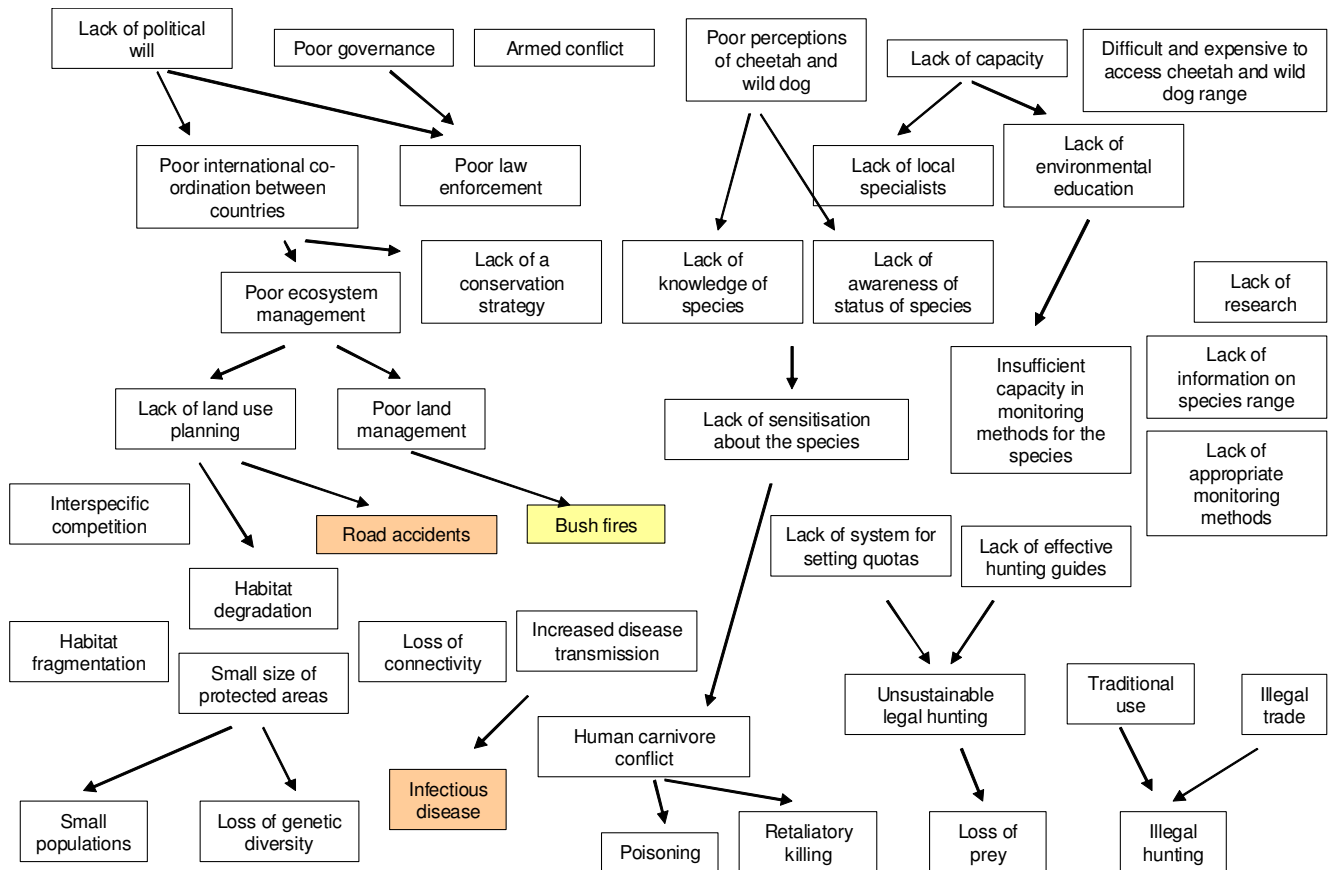 Lack of political
will
Poor governance
Armed conflict
Poor perceptions
of cheetah and
wild dog
Lack of capacity
Difficult and expensive to
access cheetah and wild
dog range
Poor international co-
ordination between
countries
Poor law
enforcement
Lack of local
specialists
Lack of
environmental
education
Poor ecosystem
management
Lack of a
conservation
strategy
Lack of
knowledge of
species
Lack of
awareness of
status of species
Lack of
research
Lack of
information on
species range
Lack of land use
planning
Poor land
management
Lack of sensitisation
about the species
Insufficient
capacity in
monitoring
methods for the
species
Lack of
appropriate
monitoring
methods
Interspecific
competition
Road accidents
Bush fires
Lack of system for
setting quotas
Lack of effective
hunting guides
Habitat
degradation
Habitat
fragmentation
Small size of
protected areas
Loss of
connectivity
Increased disease
transmission
Unsustainable
legal hunting
Traditional
use
Illegal
trade
Human carnivore
conflict
Infectious
disease
Small
populations
Loss of genetic
diversity
Poisoning
Retaliatory
killing
Loss of
prey
Illegal
hunting